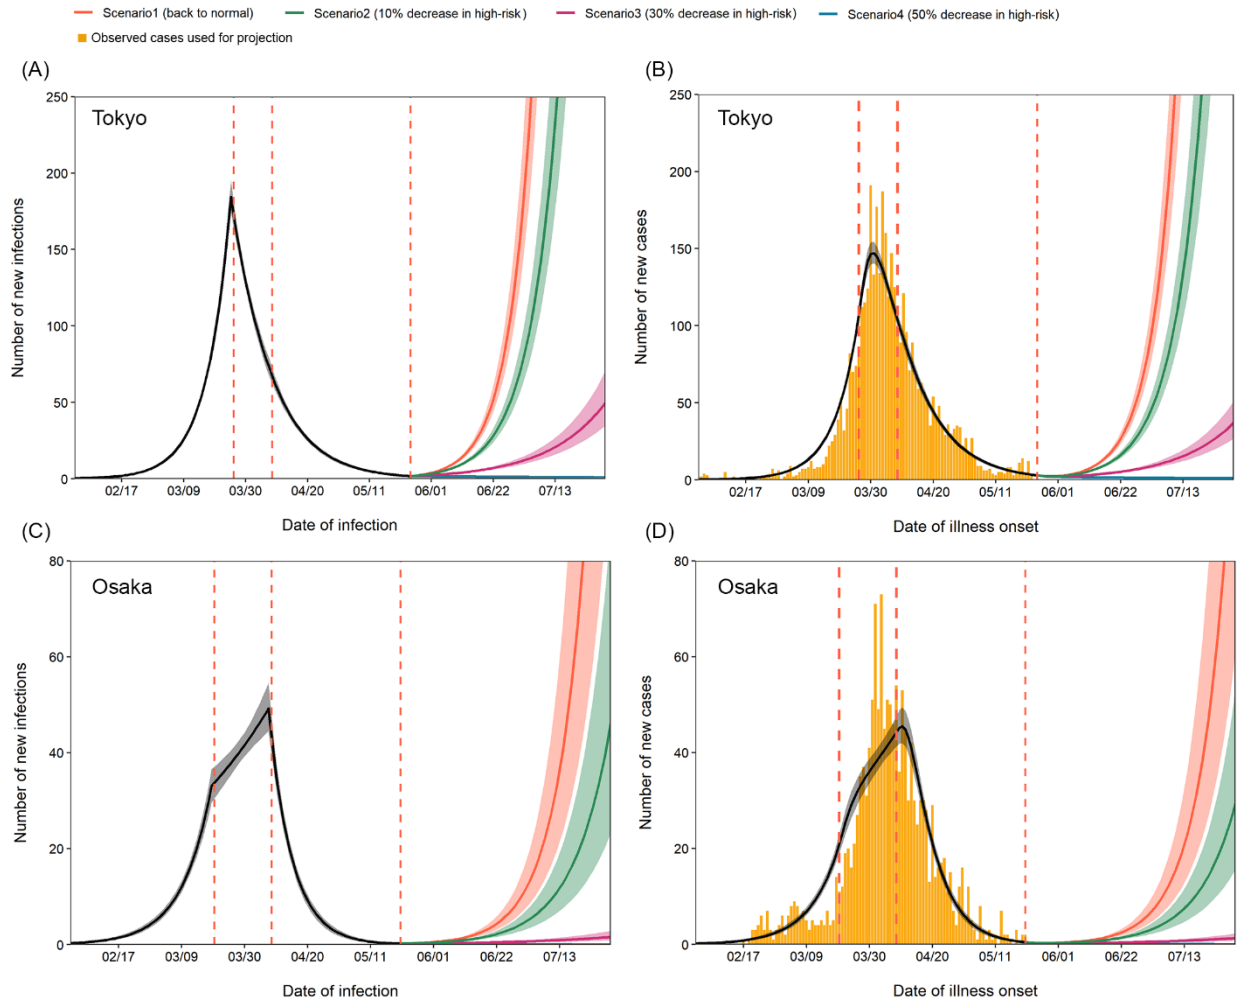 Scenario1 (back to normal) Scenario2 (10% decrease in high-risk) Scenario3 (30% decrease in high-risk) Scenario4 (50% decrease in high-risk)
Observed cases used for projection
(A)
Tokyo
Number of new infections
250
200
150
100
50
0
02/17 03/09 03/30 04/20 05/11 06/01 06/22 07/13
Date of infection
(B)
Tokyo
Number of new cases
250
200
150
100
50
0
02/17 03/09 03/30 04/20 05/11 06/01 06/22 07/13
Date of illness onset
(C)
Osaka
Number of new infections
80
60
40
20
0
02/17 03/09 03/30 04/20 05/11 06/01 06/22 07/13
Date of infection
(D)
Osaka
Number of new cases
80
60
40
20
0
02/17 03/09 03/30 04/20 05/11 06/01 06/22 07/13
Date of illness onset